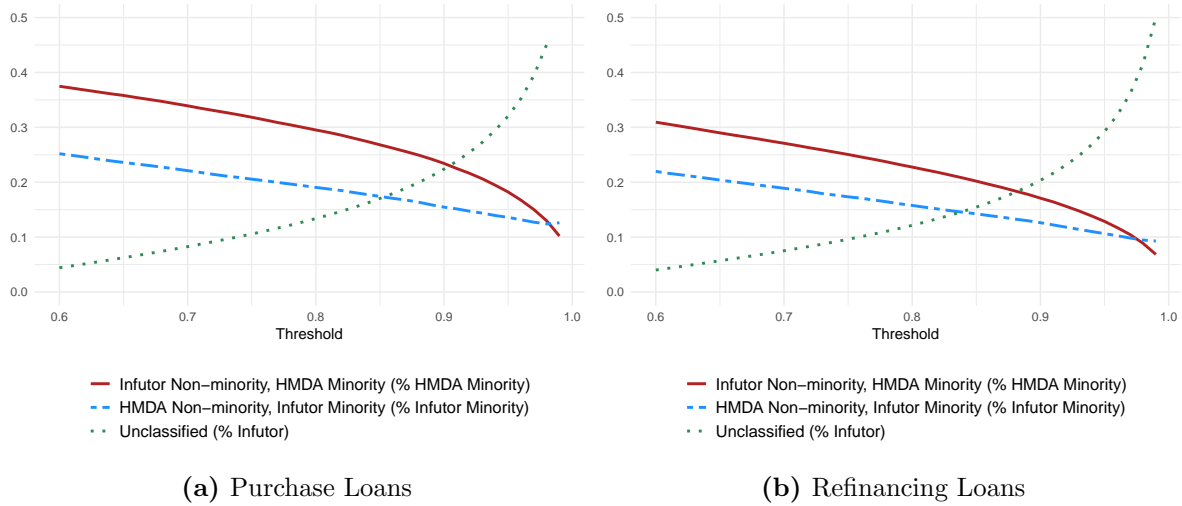 0.5
0.4
0.3
0.2
0.1
0.0
0.6 0.7 0.8 0.9 1.0
Threshold
Infutor Non−minority, HMDA Minority (% HMDA Minority)
HMDA Non−minority, Infutor Minority (% Infutor Minority)
Unclassified (% Infutor)
(a) Purchase Loans
0.5
0.4
0.3
0.2
0.1
0.0
0.6 0.7 0.8 0.9 1.0
Threshold
Infutor Non−minority, HMDA Minority (% HMDA Minority)
HMDA Non−minority, Infutor Minority (% Infutor Minority)
Unclassified (% Infutor)
(b) Refinancing Loans